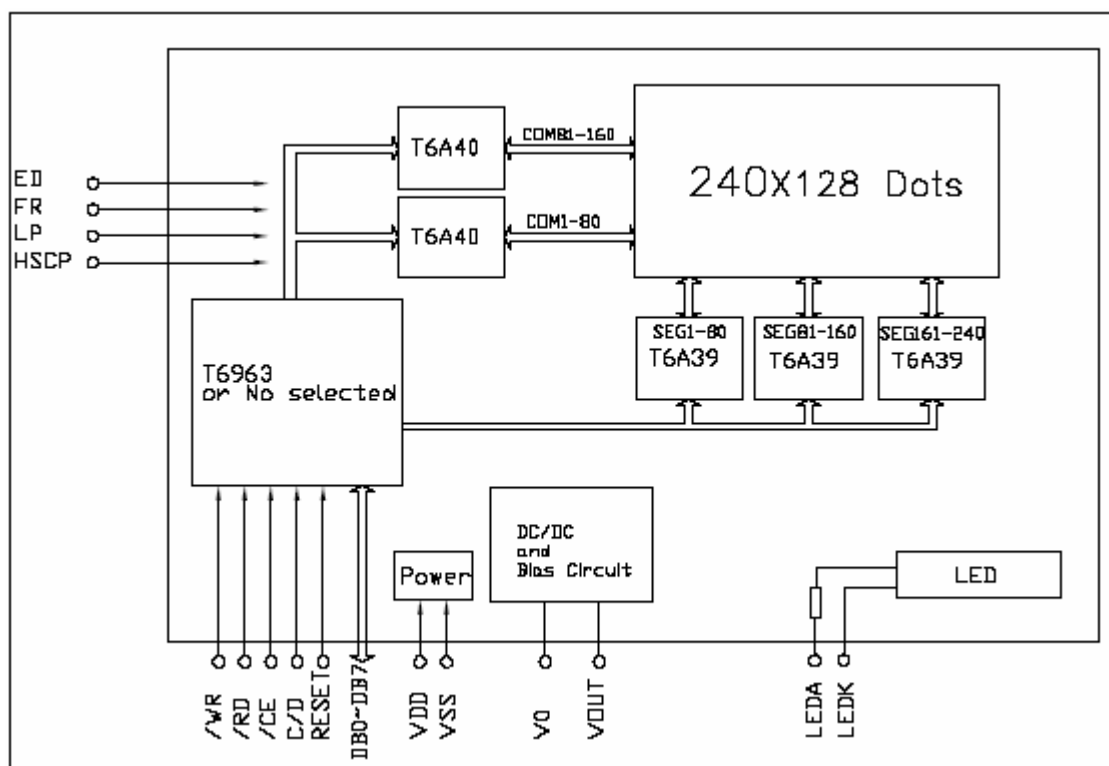 T6A40
COM81-160
240X128 Dots
ED
FR
LP
HSCP
T6A40
COM1-80
SEG1-80
T6A39
SEG81-160
T6A39
SEG161-240
T6A39
T6963
or No selected
DC/DC
and
Bias Circuit
Power
LED
/WR
/RD
/CE
C/D
RESET
DB0~DB7
VDD
VSS
VO
VOUT
LEDA
LEDK